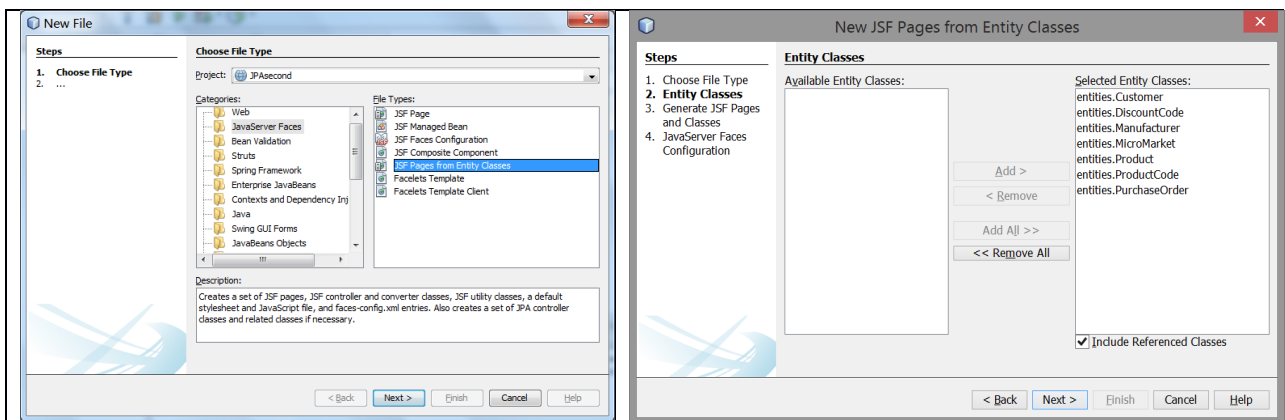 New File
Steps
1. Choose File Type
2. ...
Choose File Type
Project: JPAsecond
Categories:
Web
JavaServer Faces
Bean Validation
Struts
Spring Framework
Enterprise JavaBeans
Contexts and Dependency Inj
Java
Swing GUI Forms
JavaBeans Objects
File Types:
JSF Page
JSF Managed Bean
JSF Faces Configuration
JSF Composite Component
JSF Pages from Entity Classes
Facelets Template
Facelets Template Client
Description:
Creates a set of JSF pages, JSF controller and converter classes, JSF utility classes, a default
stylesheet and JavaScript file, and faces-config.xml entries. Also creates a set of JPA controller
classes and related classes if necessary.
< Back Next > Finish Cancel Help
New JSF Pages from Entity Classes
Steps
1. Choose File Type
2. Entity Classes
3. Generate JSF Pages
and Classes
4. JavaServer Faces
Configuration
Entity Classes
Available Entity Classes:
Add >
< Remove
Add All >>
<< Remove All
Selected Entity Classes:
entities.Customer
entities.DiscountCode
entities.Manufacturer
entities.MicroMarket
entities.Product
entities.ProductCode
entities.PurchaseOrder
Include Referenced Classes
< Back Next > Finish Cancel Help